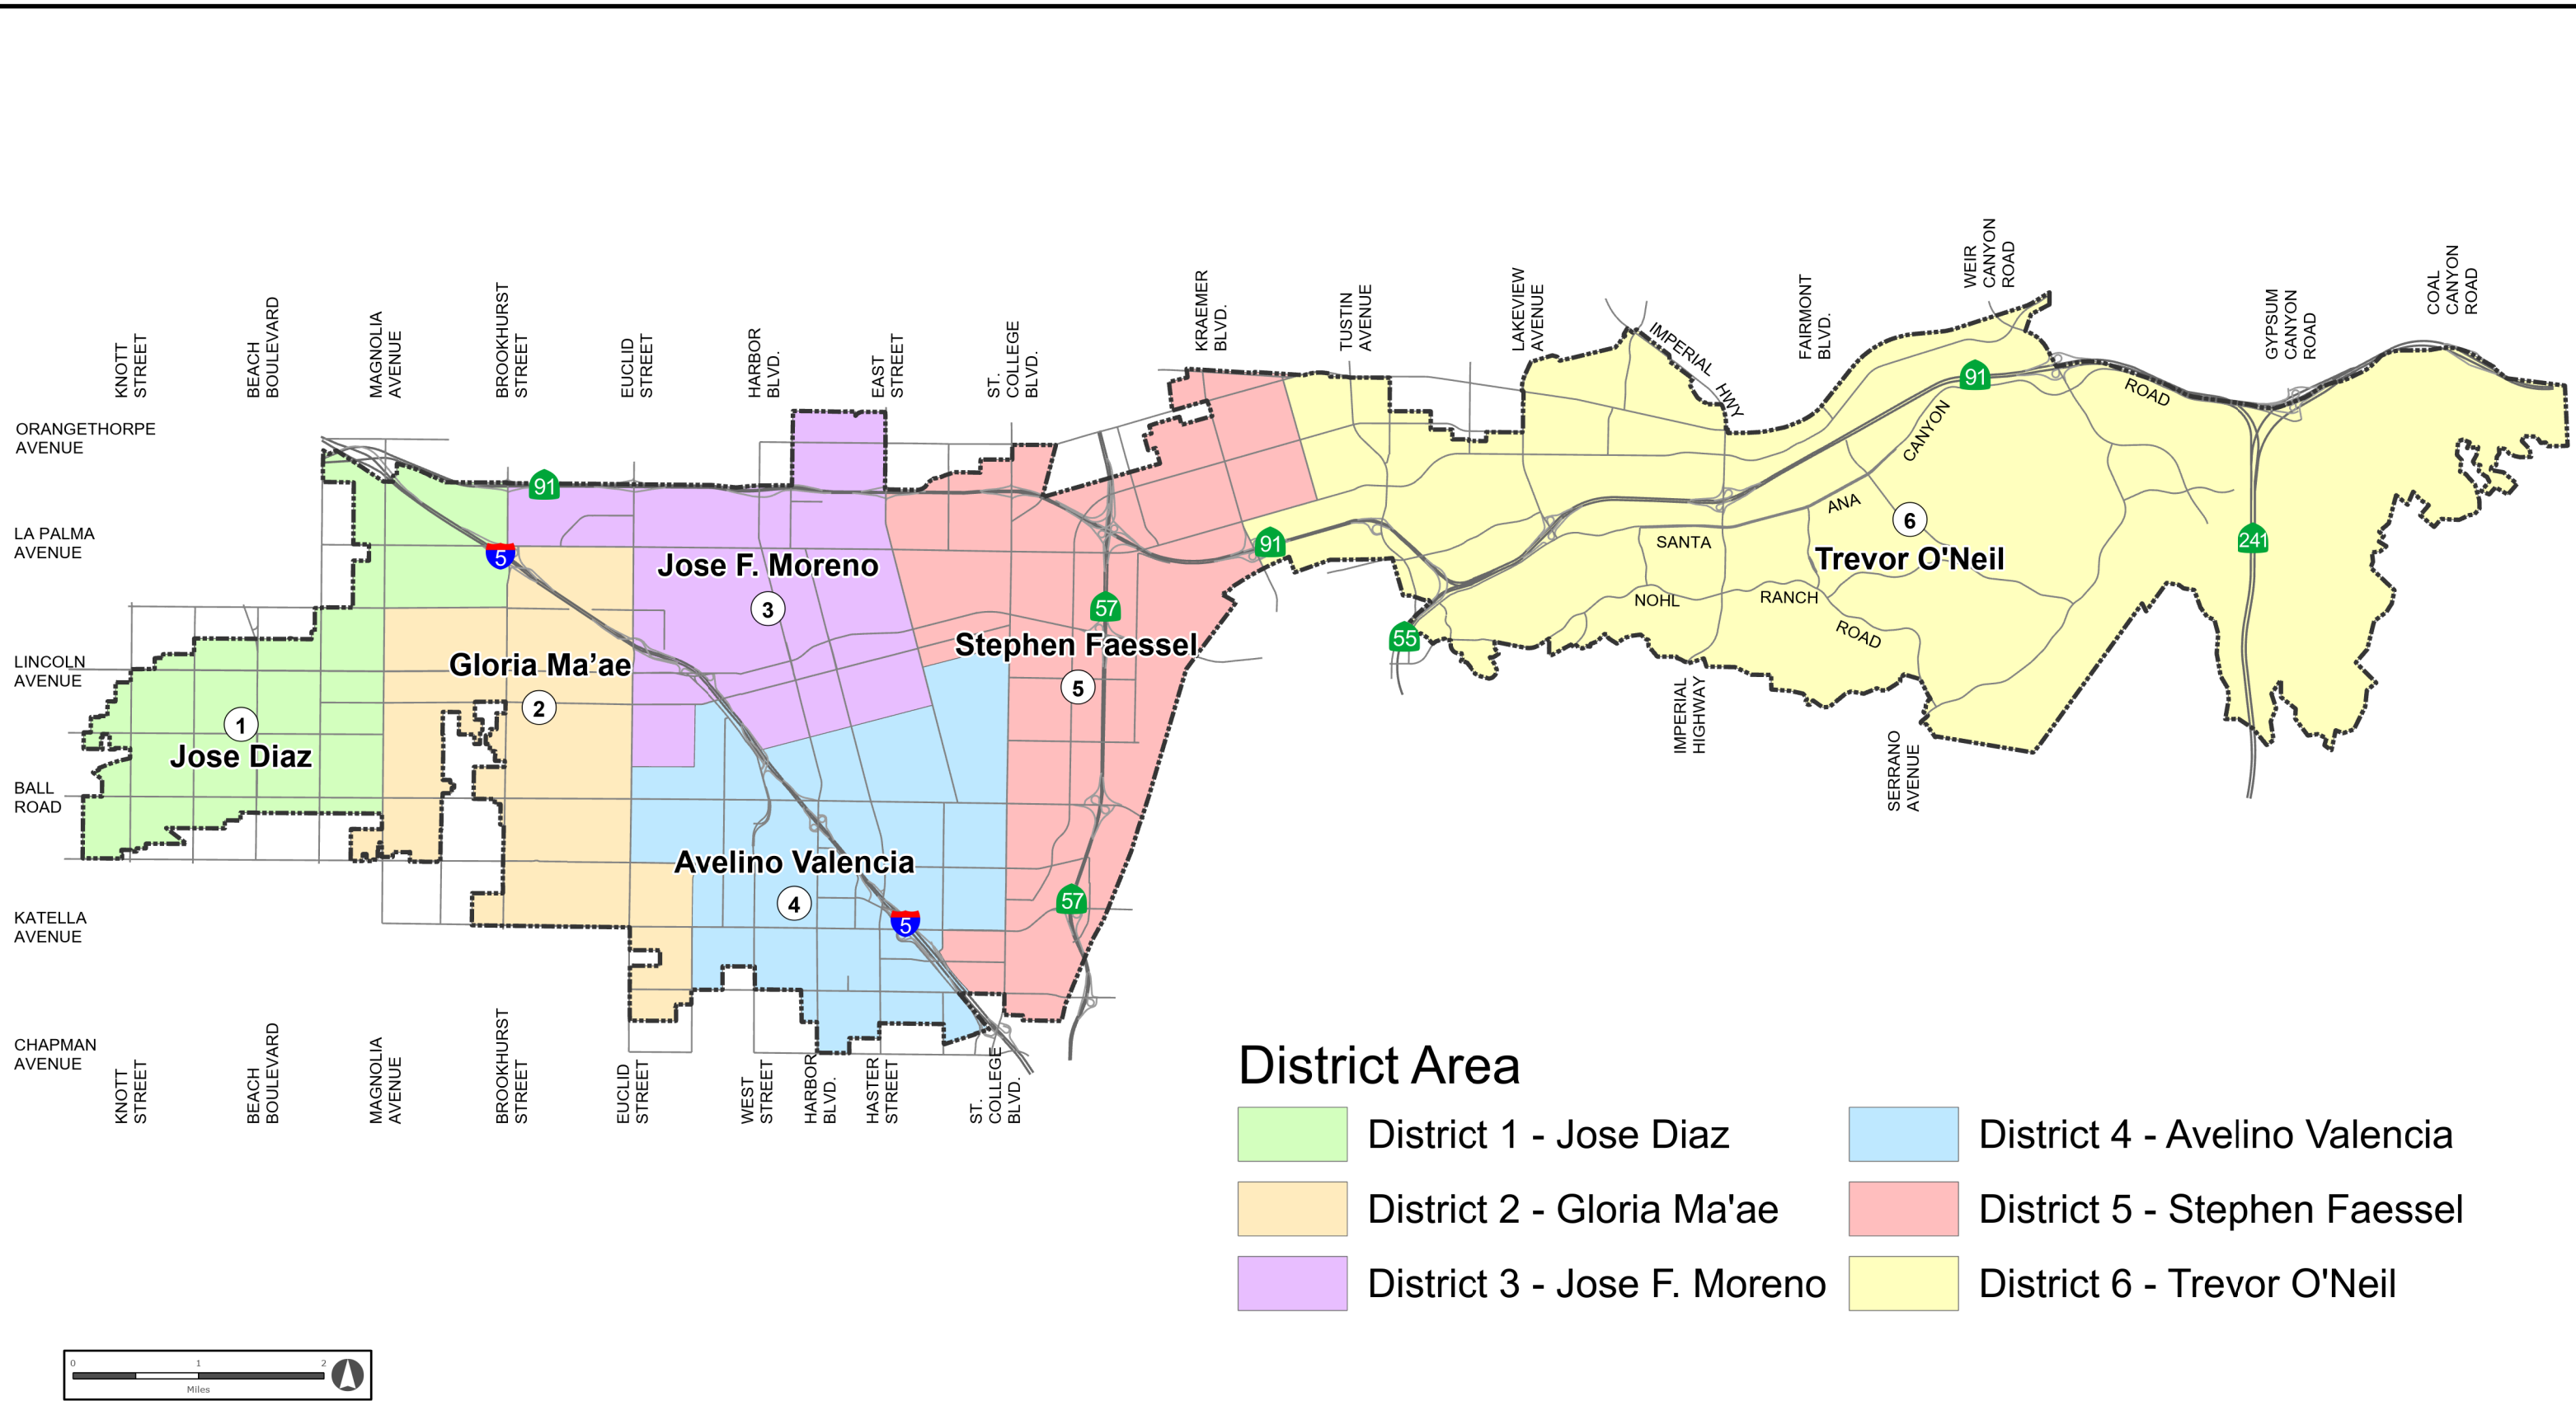 KNOTT
STREET
BEACH
BOULEVARD
MAGNOLIA
AVENUE
BROOKHURST
STREET
EUCLID
STREET
HARBOR
BLVD.
EAST
STREET
ST.
COLLEGE
BLVD.
KRAEMER
BLVD.
TUSTIN
AVENUE
LAKEVIEW
AVENUE
IMPERIAL HWY
FAIRMONT
BLVD.
WEIR
CANYON
ROAD
GYPSUM
CANYON
ROAD
COAL
CANYON
ROAD
ORANGETHORPE
AVENUE
LA PALMA
AVENUE
LINCOLN
AVENUE
BALL
ROAD
KATELLA
AVENUE
CHAPMAN
AVENUE
91
5
91
91
57
57
55
5
241
SANTA
ANA
CANYON
ROAD
NOHL
RANCH
ROAD
IMPERIAL
HIGHWAY
SERRANO
AVENUE
1
Jose Diaz
Gloria Ma’ae
2
Jose F. Moreno
3
Avelino Valencia
4
Stephen Faessel
5
6
Trevor O'Neil
KNOTT
STREET
BEACH
BOULEVARD
MAGNOLIA
AVENUE
BROOKHURST
STREET
EUCLID
STREET
WEST
STREET
HARBOR
BLVD.
HASTER
STREET
ST.
COLLEGE
BLVD.
District Area
District 1 - Jose Diaz
District 2 - Gloria Ma'ae
District 3 - Jose F. Moreno
District 4 - Avelino Valencia
District 5 - Stephen Faessel
District 6 - Trevor O'Neil
0 1 2
Miles